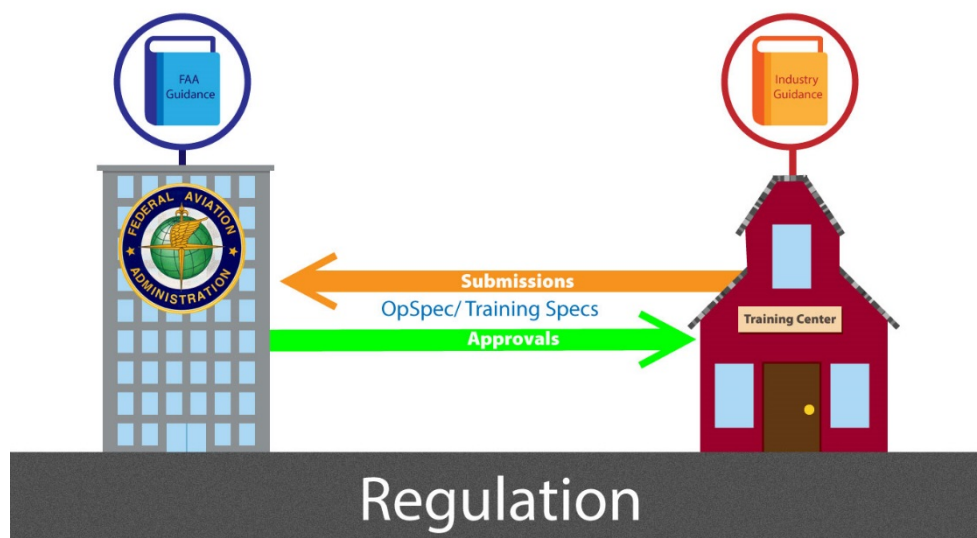 FAA
Guidance
Industry
Guidance
FEDERAL AVIATION
ADMINISTRATION
Submissions
OpSpec/ Training Specs
Approvals
Training Center
Regulation